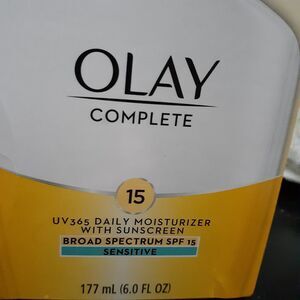 OLAY
COMPLETE
15
UV365 DAILY MOISTURIZER
WITH SUNSCREEN
BROAD SPECTRUM SPF 15
SENSITIVE
177 mL (6.0 FL OZ)